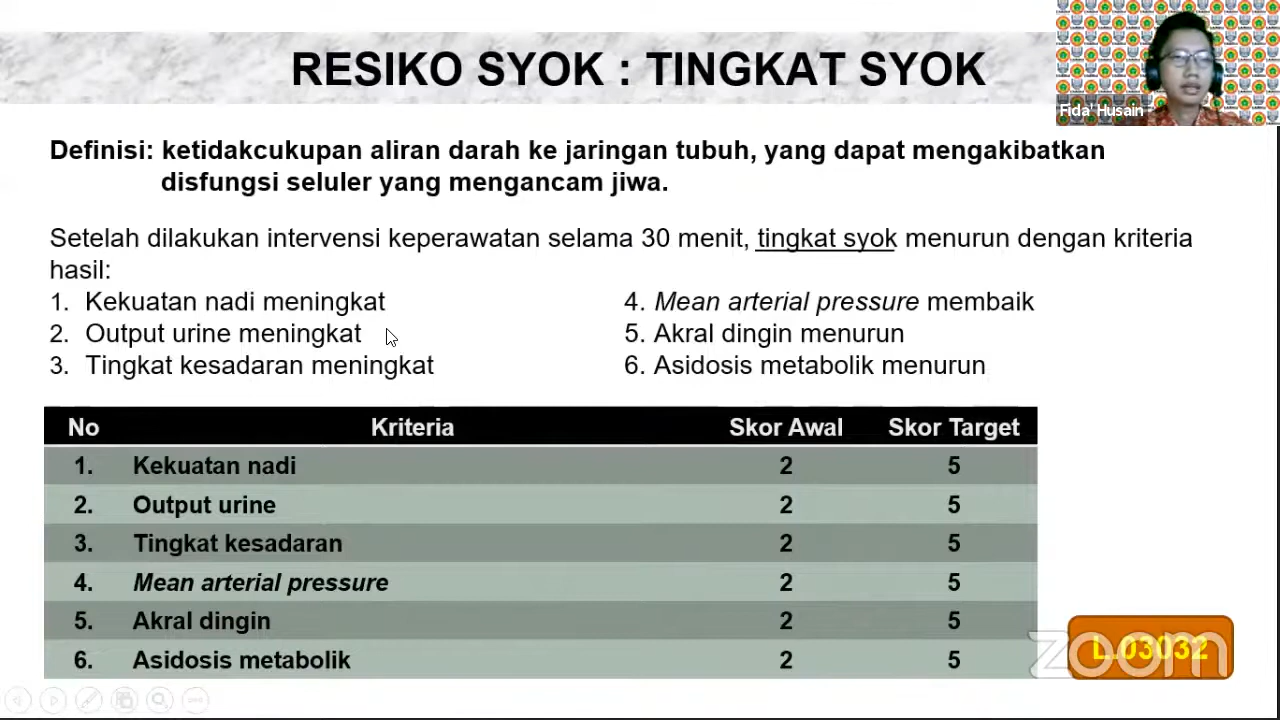 RESIKO SYOK : TINGKAT SYOK
Fida' Husain
Definisi: ketidakcukupan aliran darah ke jaringan tubuh, yang dapat mengakibatkan
disfungsi seluler yang mengancam jiwa.
Setelah dilakukan intervensi keperawatan selama 30 menit, tingkat syok menurun dengan kriteria
hasil:
1. Kekuatan nadi meningkat
2. Output urine meningkat
3. Tingkat kesadaran meningkat
4. Mean arterial pressure membaik
5. Akral dingin menurun
6. Asidosis metabolik menurun
No Kriteria Skor Awal Skor Target
1. Kekuatan nadi 2 5
2. Output urine 2 5
3. Tingkat kesadaran 2 5
4. Mean arterial pressure 2 5
5. Akral dingin 2 5
6. Asidosis metabolik 2 5
L.03032
zoom